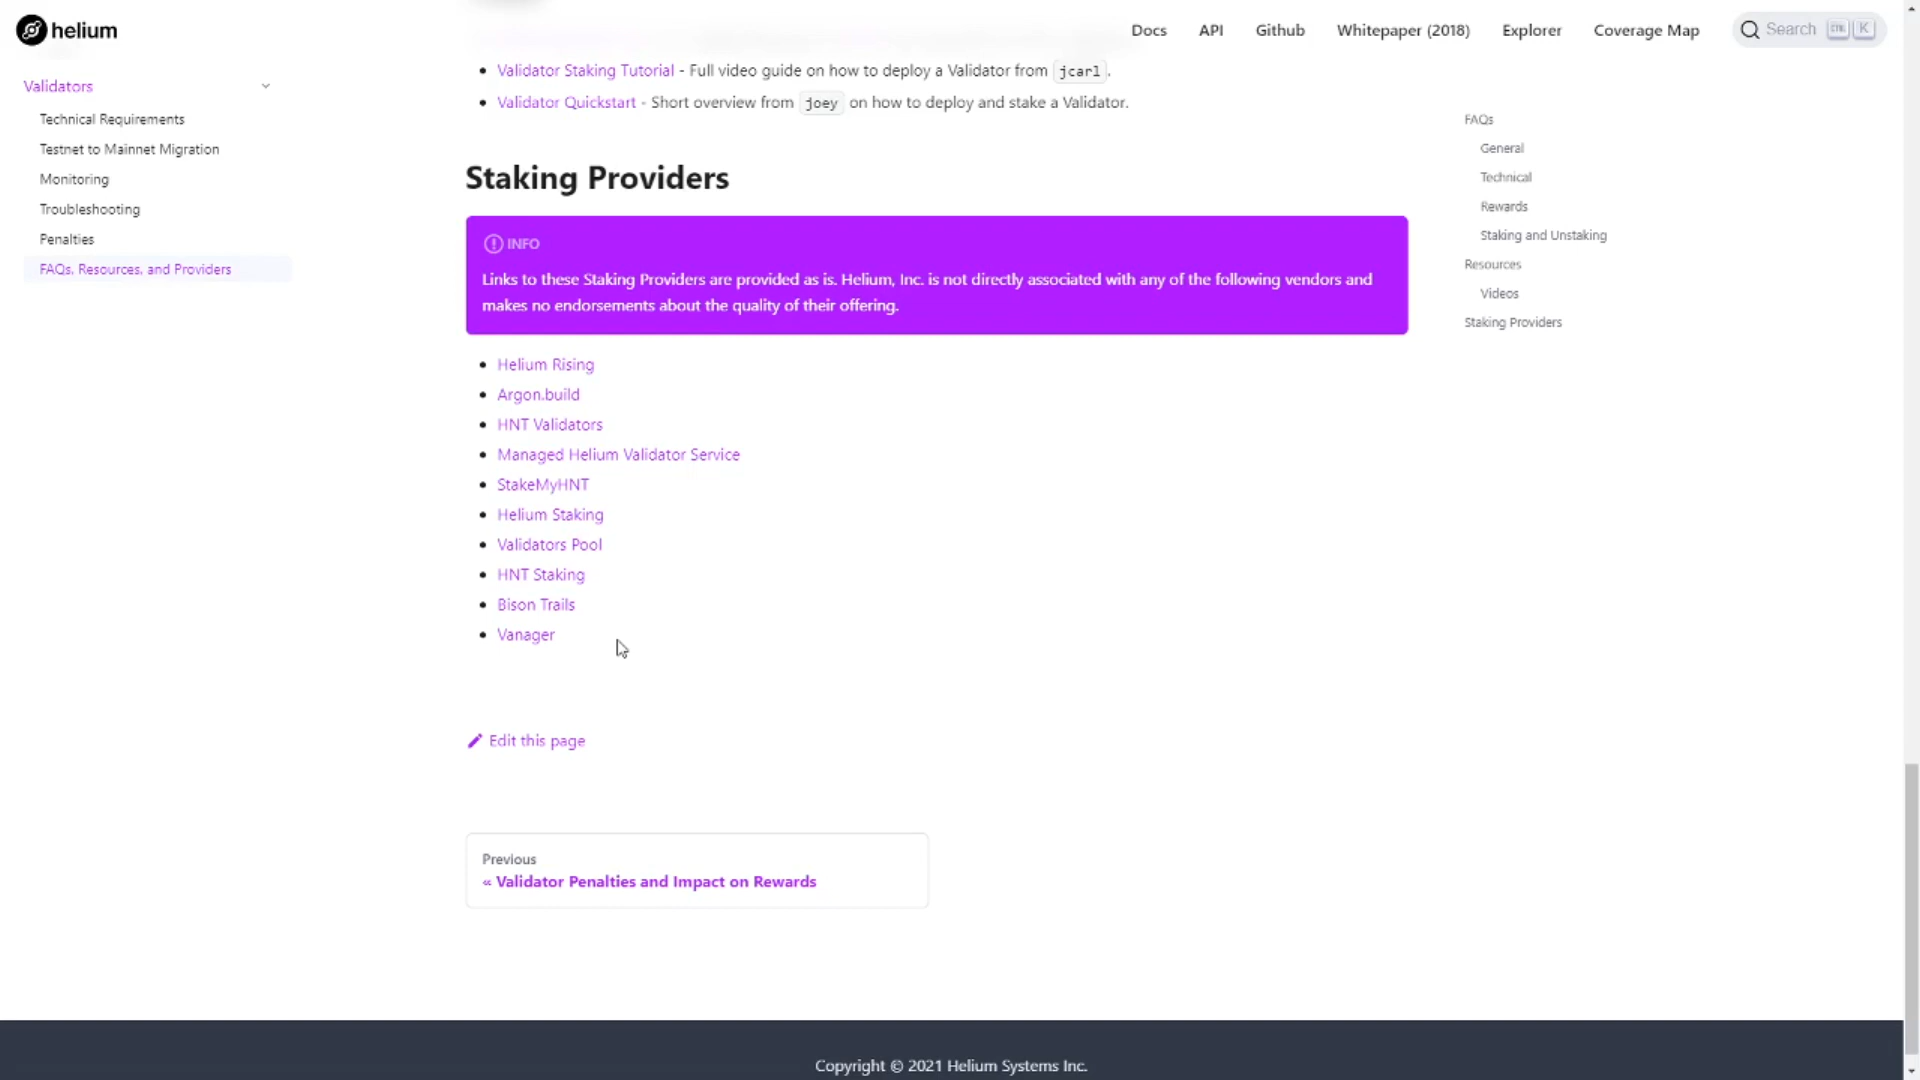 helium
Docs
API
Github
Whitepaper (2018)
Explorer
Coverage Map
Search
CTRL
K
Validators
Technical Requirements
Testnet to Mainnet Migration
Monitoring
Troubleshooting
Penalties
FAQs, Resources, and Providers
Validator Staking Tutorial - Full video guide on how to deploy a Validator from jcarl.
Validator Quickstart - Short overview from joey on how to deploy and stake a Validator.
Staking Providers
INFO
Links to these Staking Providers are provided as is. Helium, Inc. is not directly associated with any of the following vendors and
makes no endorsements about the quality of their offering.
Helium Rising
Argon.build
HNT Validators
Managed Helium Validator Service
StakeMyHNT
Helium Staking
Validators Pool
HNT Staking
Bison Trails
Vanager
Edit this page
Previous
« Validator Penalties and Impact on Rewards
FAQs
General
Technical
Rewards
Staking and Unstaking
Resources
Videos
Staking Providers
Copyright © 2021 Helium Systems Inc.